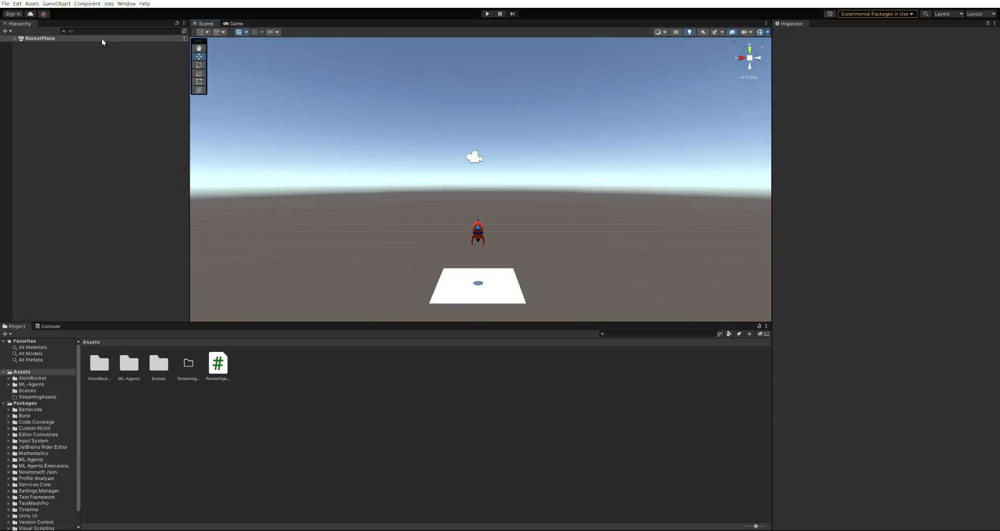 File Edit Assets GameObject Component Jobs Window Help
Sign in
Experimental Packages In Use
Layers
Layout
Hierarchy
Scene
Game
Inspector
All
2D
RocketPlace
y
x
Front
Project
Console
22
Favorites
All Materials
All Models
All Prefabs
Assets
AtomRocket
ML-Agents
Scenes
StreamingAssets
Packages
Barracuda
Burst
Code Coverage
Custom NUnit
Editor Coroutines
Input System
JetBrains Rider Editor
Mathematics
ML Agents
ML Agents Extensions
Newtonsoft Json
Profile Analyzer
Services Core
Settings Manager
Test Framework
TextMeshPro
Timeline
Unity UI
Version Control
Visual Scripting
Assets
#
AtomRock...
ML-Agents
Scenes
Streaming...
RocketAge...